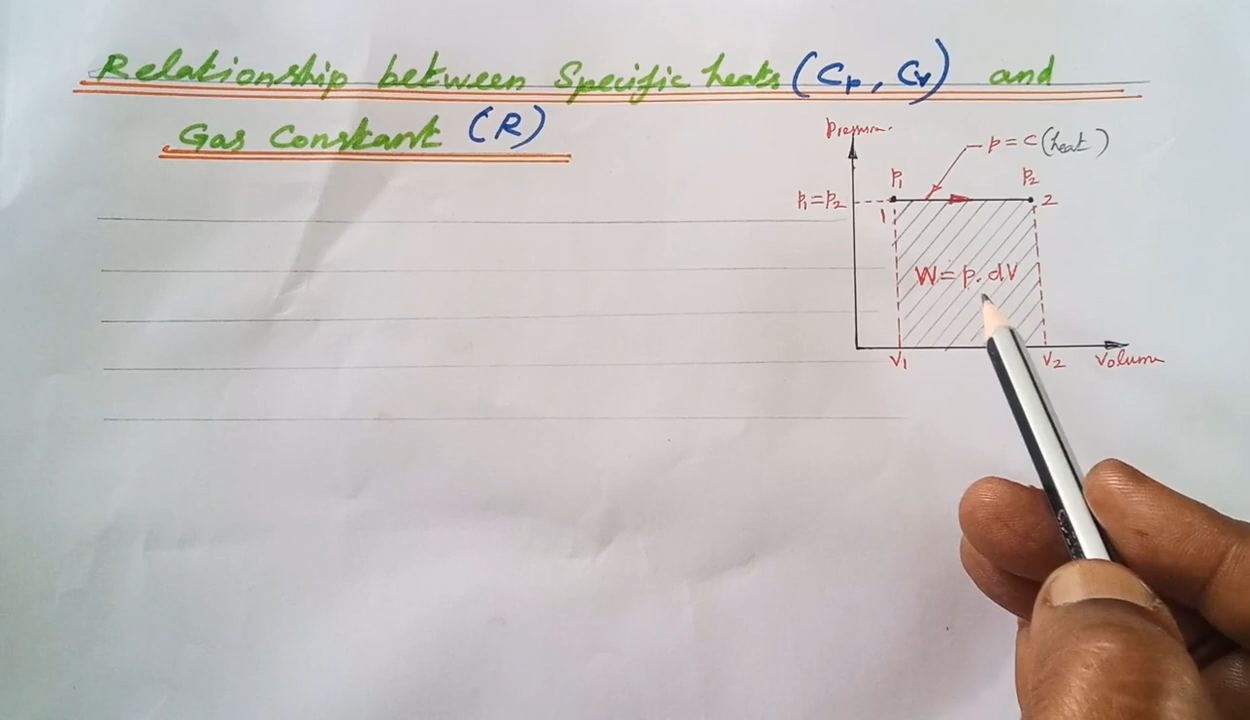 Relationship between Specific heats (Cp, Cv) and
Gas Constant (R)
Pressure.
p = c (heat)
P1 P2
P1 = P2
1 2
W = p. dV
V1 V2 Volume